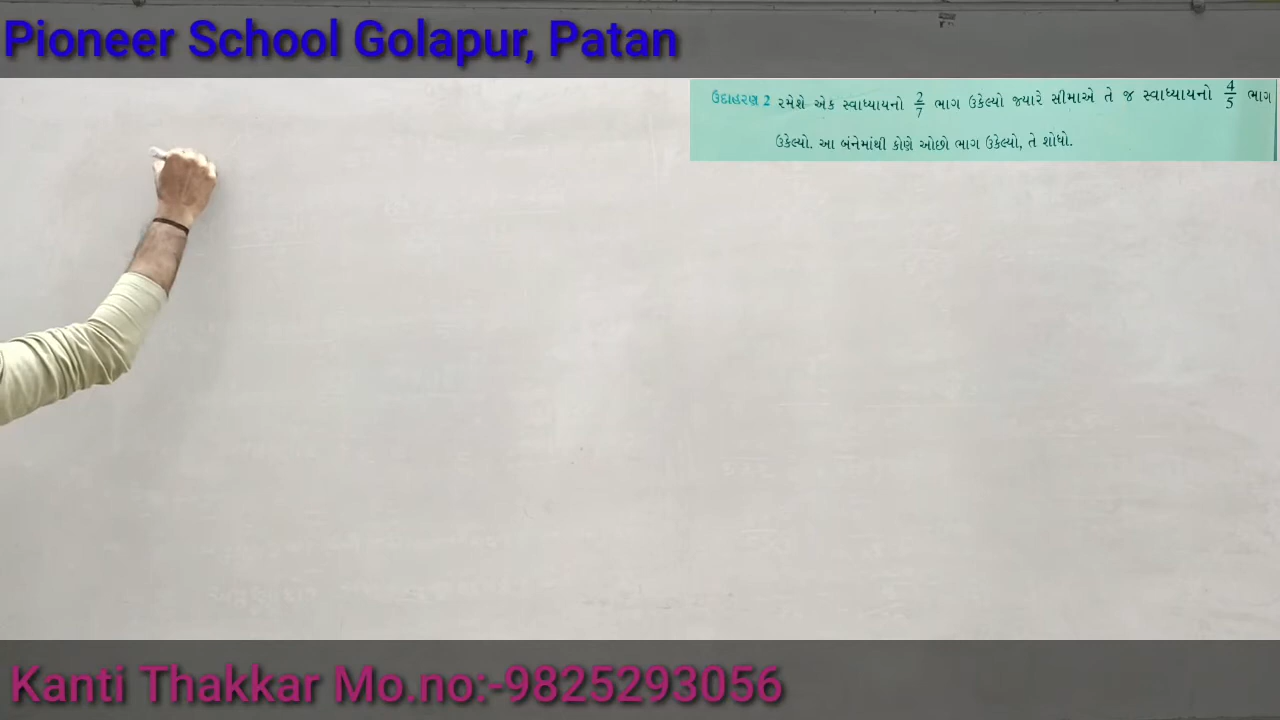 Pioneer School Golapur, Patan
ઉદાહરણ 2 રમેશે એક સ્વાધ્યાયનો 2/7 ભાગ ઉકેલ્યો જ્યારે સીમાએ તે જ સ્વાધ્યાયનો 4/5 ભાગ
ઉકેલ્યો. આ બંનેમાંથી કોણે ઓછો ભાગ ઉકેલ્યો, તે શોધો.
Kanti Thakkar Mo.no:-9825293056